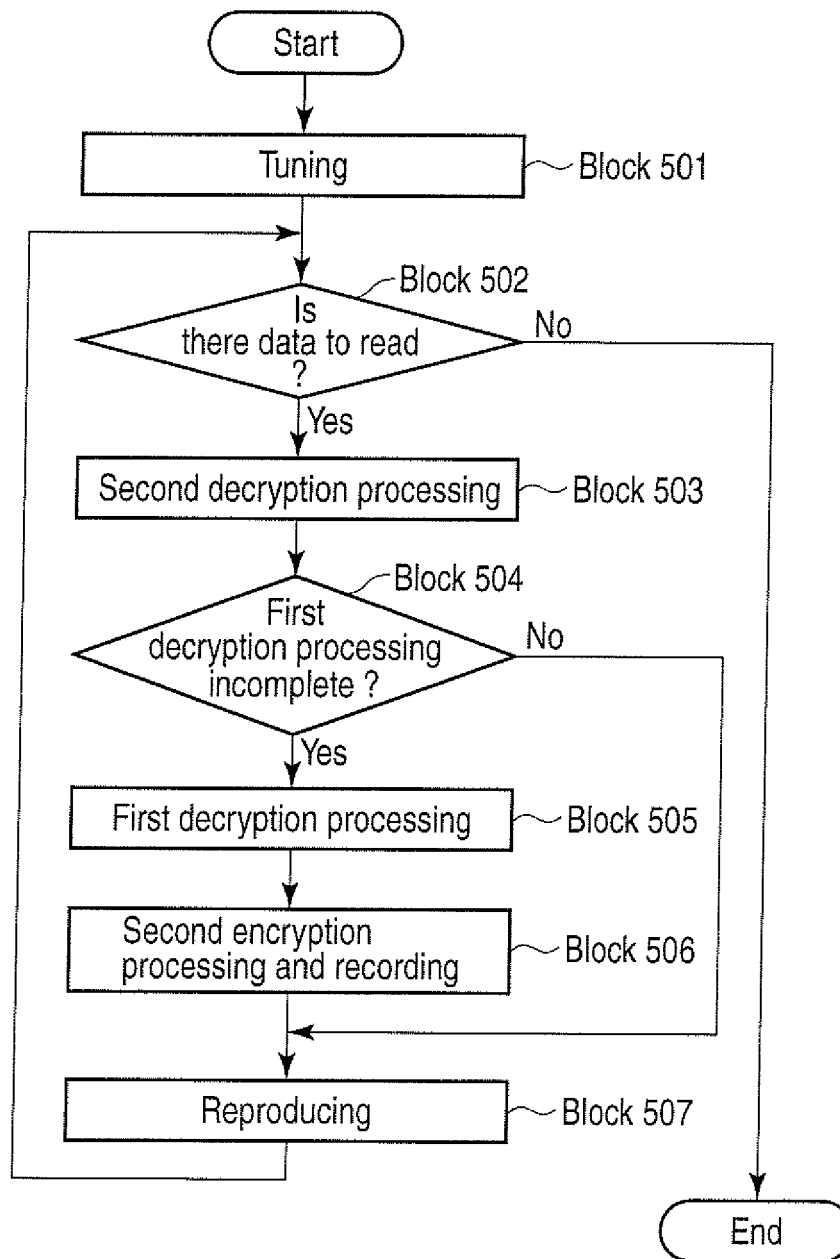 Start
Tuning
Block 501
Block 502
Is
there data to read
?
No
Yes
Second decryption processing
Block 503
Block 504
First
decryption processing
incomplete ?
No
Yes
First decryption processing
Block 505
Second encryption
processing and recording
Block 506
Reproducing
Block 507
End